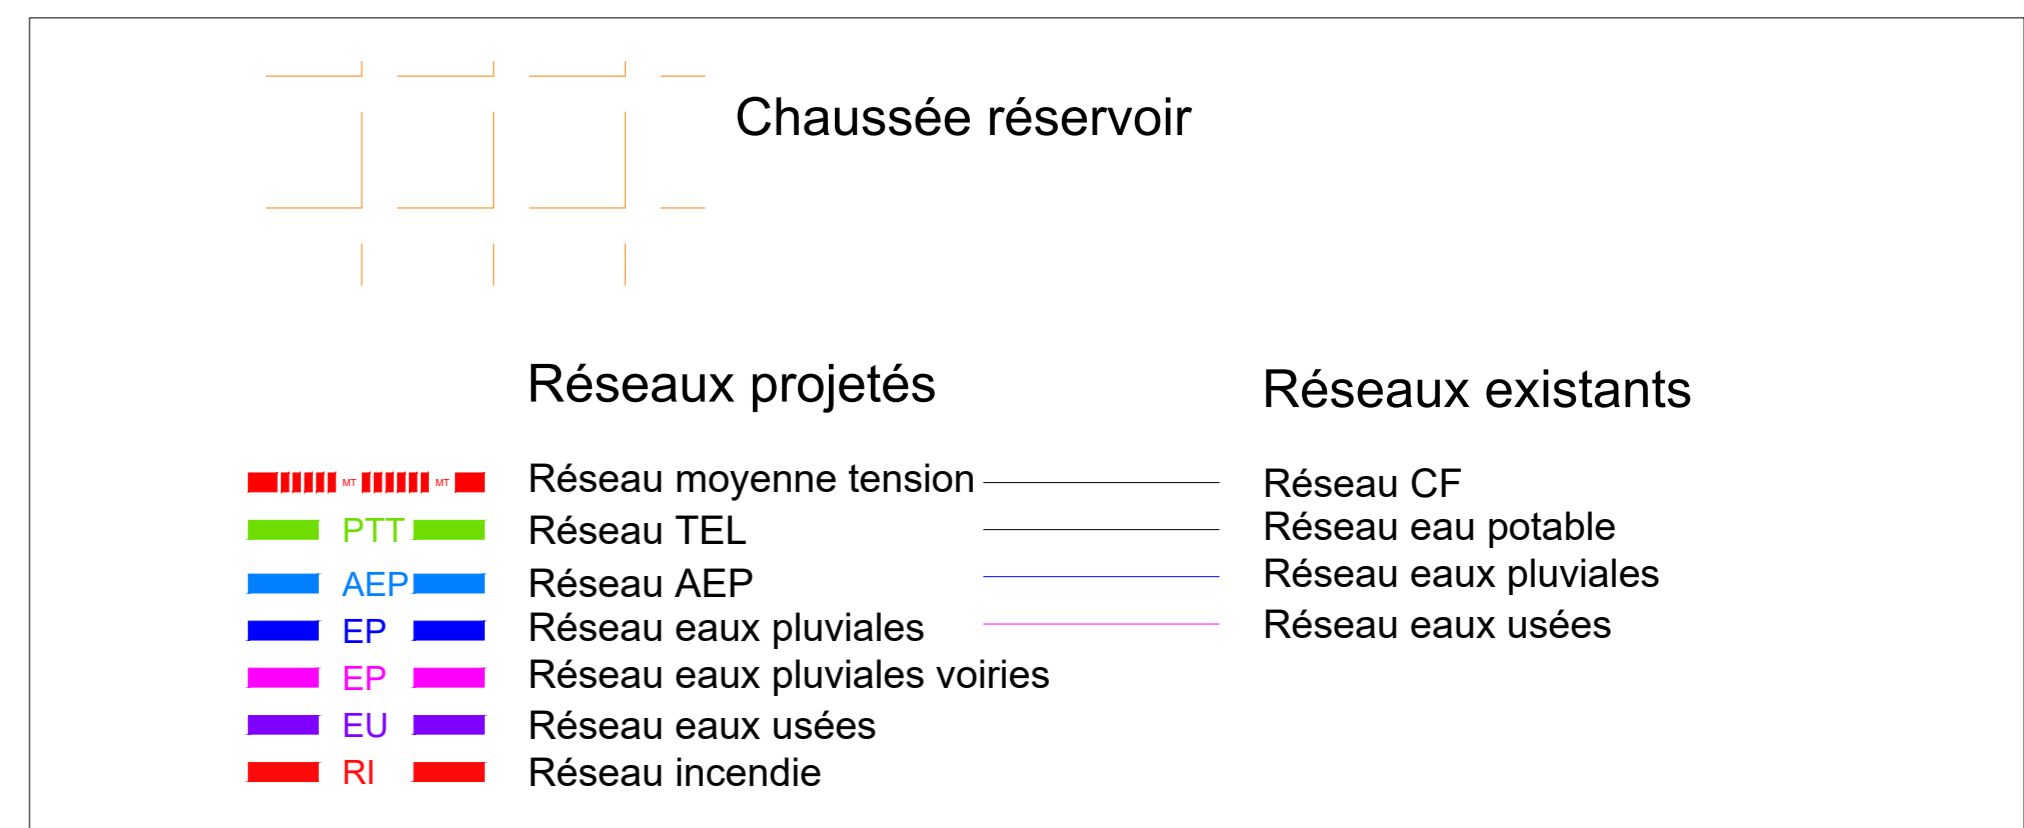 Chaussée réservoir
Réseaux projetés
Réseaux existants
MT MT Réseau moyenne tension
Réseau CF
PTT Réseau TEL
Réseau eau potable
AEP Réseau AEP
Réseau eaux pluviales
EP Réseau eaux pluviales
Réseau eaux usées
EP Réseau eaux pluviales voiries
EU Réseau eaux usées
RI Réseau incendie